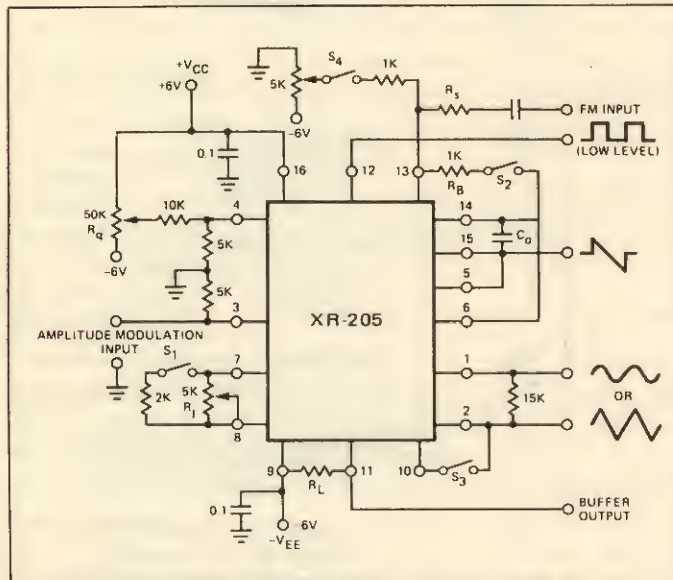 +VCC
+6V
S4
1K
5K
-6V
Rs
FM INPUT
(LOW LEVEL)
0.1
16
12
13
1K
RB
S2
50K
Rq
10K
4
14
Co
-6V
5K
15
5K
5
XR-205
3
6
AMPLITUDE MODULATION
INPUT
S1
7
1
15K
OR
2K
5K
RJ
8
2
9
RL
11
10
S3
0.1
-6V
-VEE
BUFFER
OUTPUT